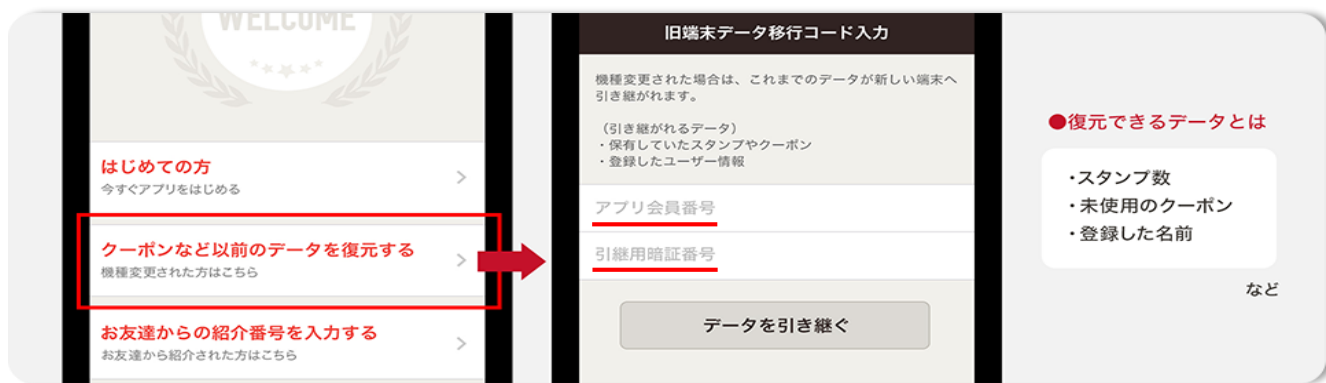 WELCOME
はじめての方
今すぐアプリをはじめる
クーポンなど以前のデータを復元する
機種変更された方はこちら
お友達からの紹介番号を入力する
お友達から紹介された方はこちら
旧端末データ移行コード入力
機種変更された場合は、これまでのデータが新しい端末へ
引き継がれます。
（引き継がれるデータ）
・保有していたスタンプやクーポン
・登録したユーザー情報
アプリ会員番号
引継用暗証番号
データを引き継ぐ
●復元できるデータとは
・スタンプ数
・未使用のクーポン
・登録した名前
など